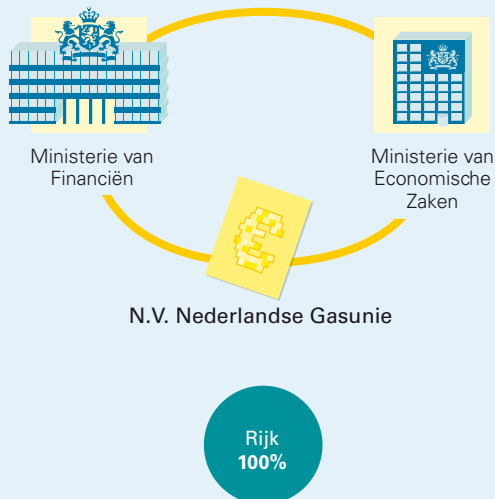 Ministerie van
Financiën
Ministerie van
Economische
Zaken
€
N.V. Nederlandse Gasunie
Rijk
100%